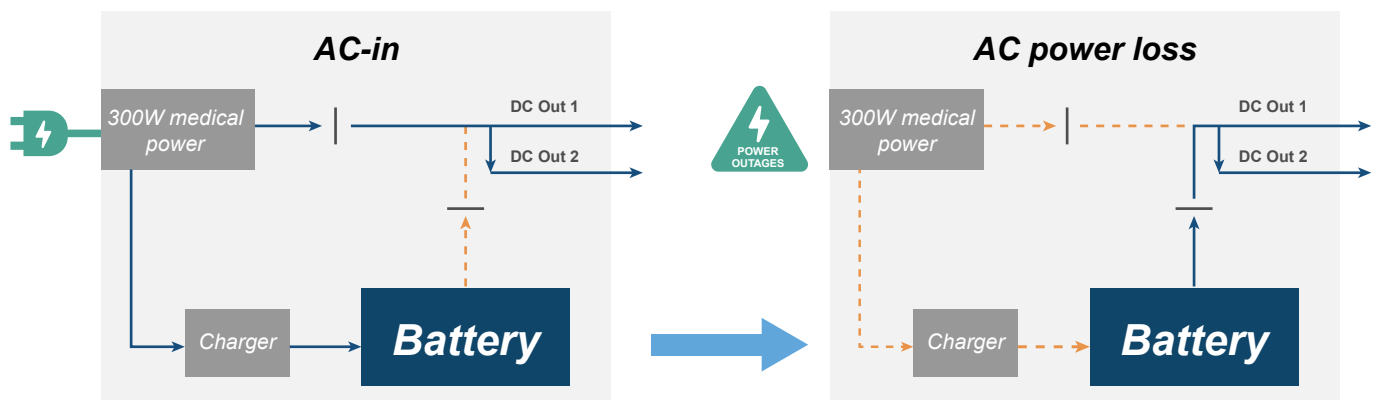 AC-in
300W medical
power
DC Out 1
DC Out 2
Charger
Battery
AC power loss
POWER
OUTAGES
300W medical
power
DC Out 1
DC Out 2
Charger
Battery